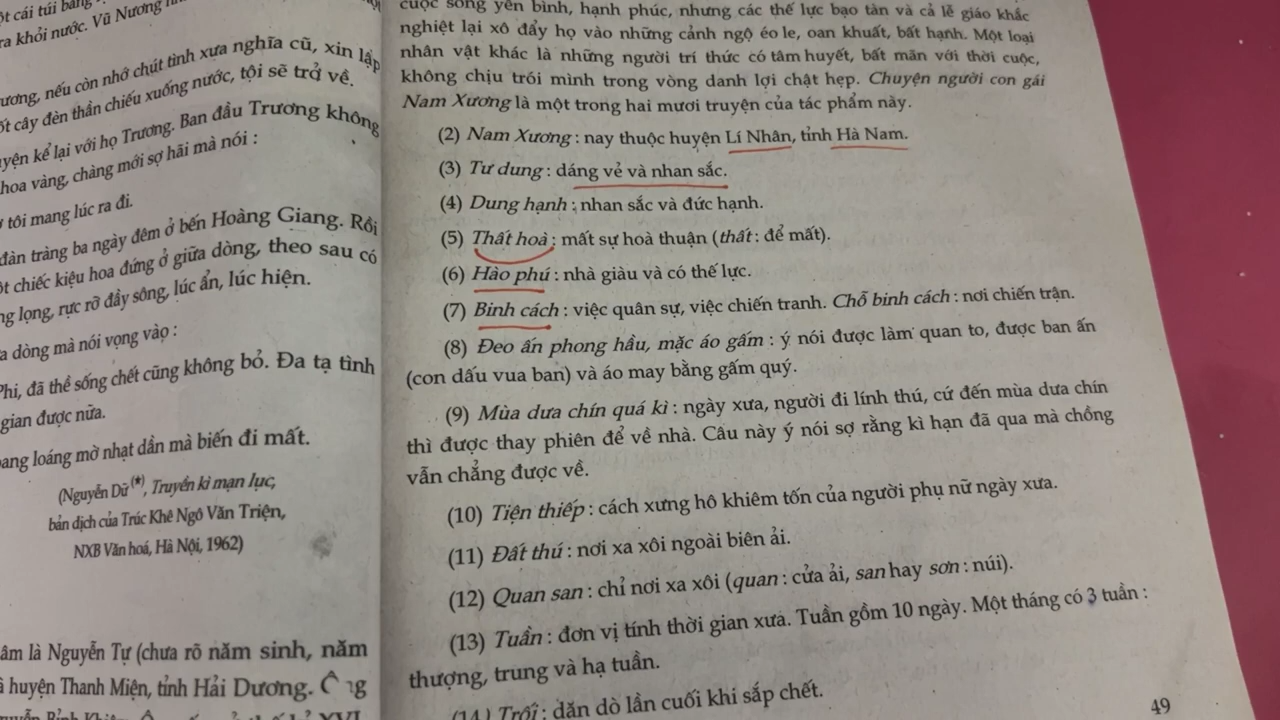 ột cái túi bằng
ra khỏi nước. Vũ Nương
ương, nếu còn nhớ chút tình xưa nghĩa cũ, xin lập
ốt cây đèn thần chiếu xuống nước, tội sẽ trở về.
uyện kể lại với họ Trương. Ban đầu Trương không
hoa vàng, chàng mới sợ hãi mà nói :
tôi mang lúc ra đi.
đàn tràng ba ngày đêm ở bến Hoàng Giang. Rồi
ột chiếc kiệu hoa đứng ở giữa dòng, theo sau có
ng lọng, rực rỡ đầy sông, lúc ẩn, lúc hiện.
a dòng mà nói vọng vào :
Phi, đã thề sống chết cũng không bỏ. Đa tạ tình
gian được nữa.
oang loáng mờ nhạt dần mà biến đi mất.
(Nguyễn Dữ(*), Truyền kì mạn lục,
bản dịch của Trúc Khê Ngô Văn Triện,
NXB Văn hoá, Hà Nội, 1962)
âm là Nguyễn Tự (chưa rõ năm sinh, năm
huyện Thanh Miện, tỉnh Hải Dương. Ông
cuộc sống yên bình, hạnh phúc, nhưng các thế lực bạo tàn và cả lễ giáo khắc
nghiệt lại xô đẩy họ vào những cảnh ngộ éo le, oan khuất, bất hạnh. Một loại
nhân vật khác là những người trí thức có tâm huyết, bất mãn với thời cuộc,
không chịu trói mình trong vòng danh lợi chật hẹp. Chuyện người con gái
Nam Xương là một trong hai mươi truyện của tác phẩm này.
(2) Nam Xương : nay thuộc huyện Lí Nhân, tỉnh Hà Nam.
(3) Tư dung : dáng vẻ và nhan sắc.
(4) Dung hạnh : nhan sắc và đức hạnh.
(5) Thất hoà : mất sự hoà thuận (thất : để mất).
(6) Hào phú : nhà giàu và có thế lực.
(7) Binh cách : việc quân sự, việc chiến tranh. Chỗ binh cách : nơi chiến trận.
(8) Đeo ấn phong hầu, mặc áo gấm : ý nói được làm quan to, được ban ấn
(con dấu vua ban) và áo may bằng gấm quý.
(9) Mùa dưa chín quá kì : ngày xưa, người đi lính thú, cứ đến mùa dưa chín
thì được thay phiên để về nhà. Câu này ý nói sợ rằng kì hạn đã qua mà chồng
vẫn chẳng được về.
(10) Tiện thiếp : cách xưng hô khiêm tốn của người phụ nữ ngày xưa.
(11) Đất thú : nơi xa xôi ngoài biên ải.
(12) Quan san : chỉ nơi xa xôi (quan : cửa ải, san hay sơn : núi).
(13) Tuần : đơn vị tính thời gian xưa. Tuần gồm 10 ngày. Một tháng có 3 tuần :
thượng, trung và hạ tuần.
(14) Trối : dặn dò lần cuối khi sắp chết.
49